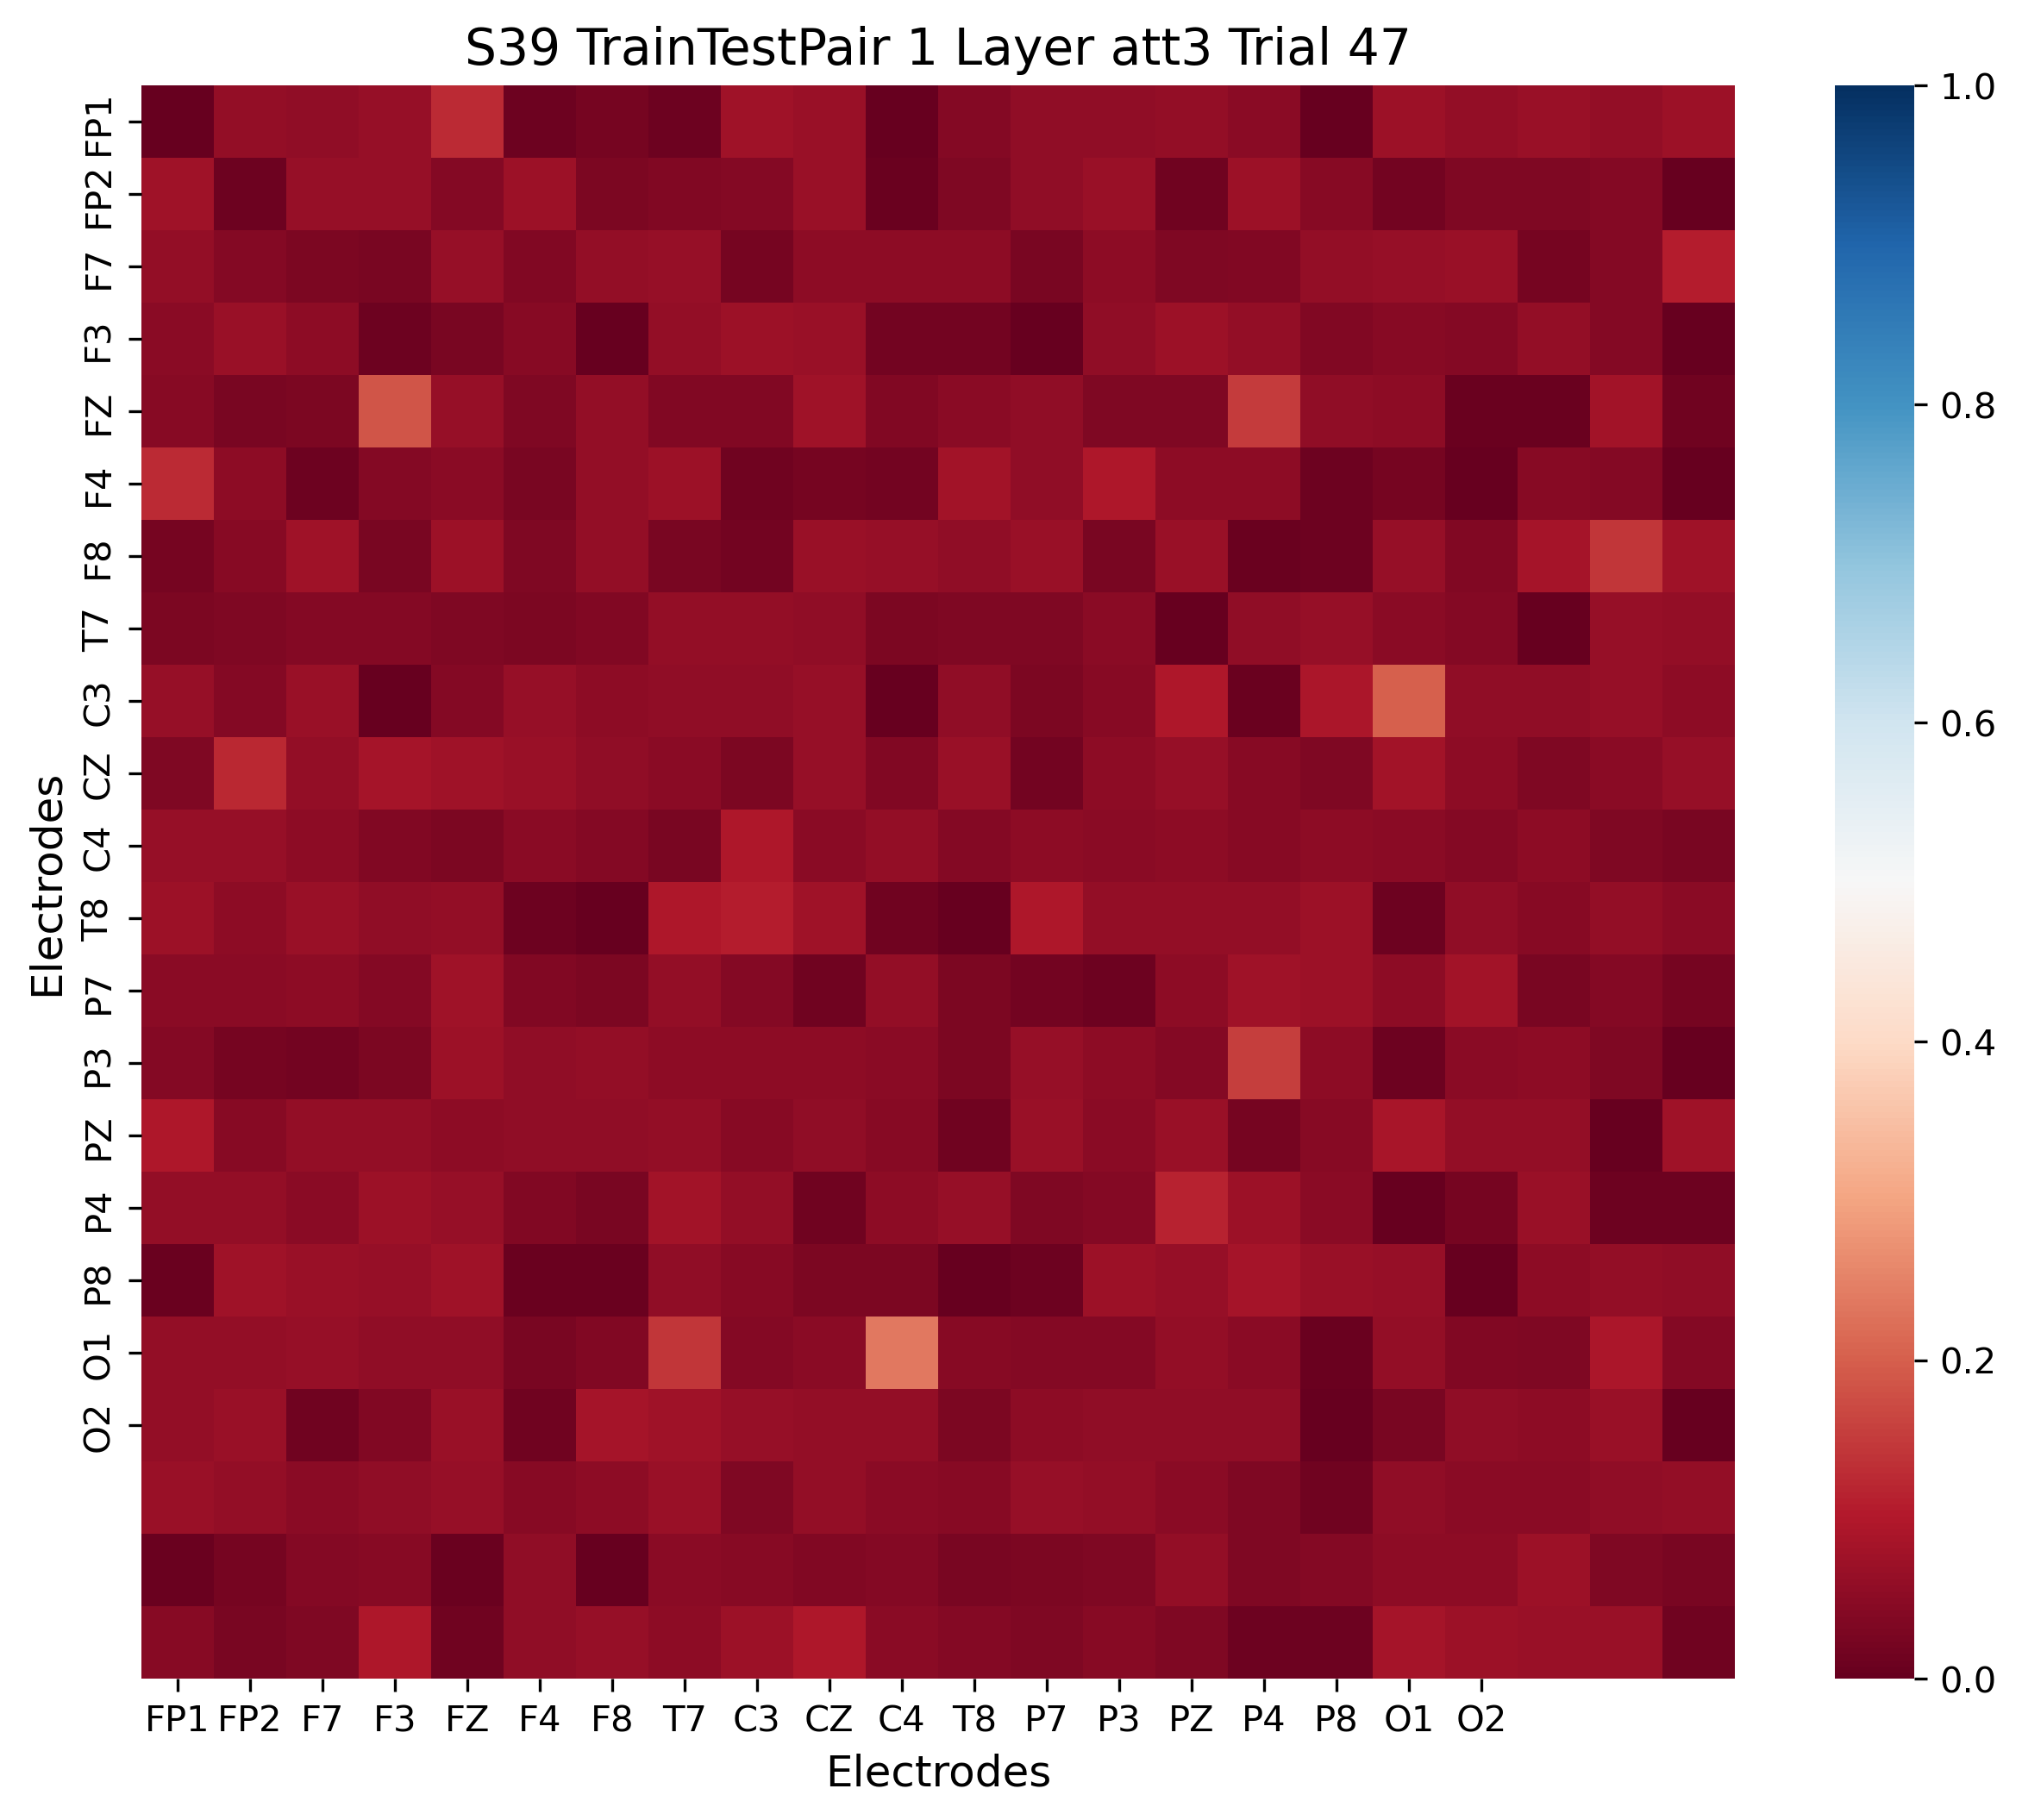 S39 TrainTestPair 1 Layer att3 Trial 47
Electrodes
FP1
FP2
F7
F3
FZ
F4
F8
T7
C3
CZ
C4
T8
P7
P3
PZ
P4
P8
O1
O2
1.0
0.8
0.6
0.4
0.2
0.0
FP1 FP2 F7 F3 FZ F4 F8 T7 C3 CZ C4 T8 P7 P3 PZ P4 P8 O1 O2
Electrodes